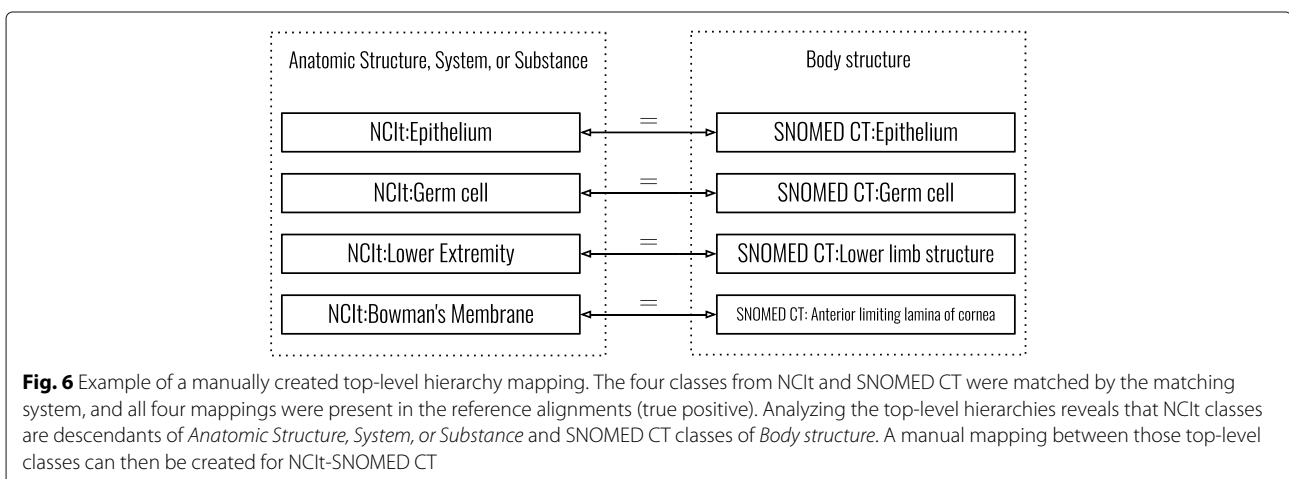 Anatomic Structure, System, or Substance
Body structure
NCIt:Epithelium
=
SNOMED CT:Epithelium
NCIt:Germ cell
=
SNOMED CT:Germ cell
NCIt:Lower Extremity
=
SNOMED CT:Lower limb structure
NCIt:Bowman's Membrane
=
SNOMED CT: Anterior limiting lamina of cornea
Fig. 6 Example of a manually created top-level hierarchy mapping. The four classes from NCIt and SNOMED CT were matched by the matching
system, and all four mappings were present in the reference alignments (true positive). Analyzing the top-level hierarchies reveals that NCIt classes
are descendants of Anatomic Structure, System, or Substance and SNOMED CT classes of Body structure. A manual mapping between those top-level
classes can then be created for NCIt-SNOMED CT